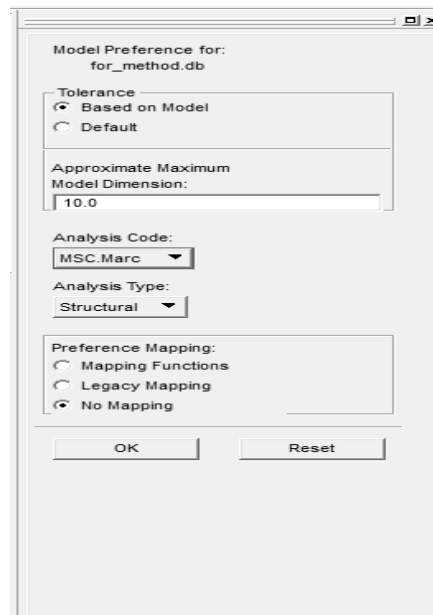 Model Preference for:
for_method.db
Tolerance
Based on Model
Default
Approximate Maximum
Model Dimension:
10.0
Analysis Code:
MSC.Marc
Analysis Type:
Structural
Preference Mapping:
Mapping Functions
Legacy Mapping
No Mapping
OK Reset